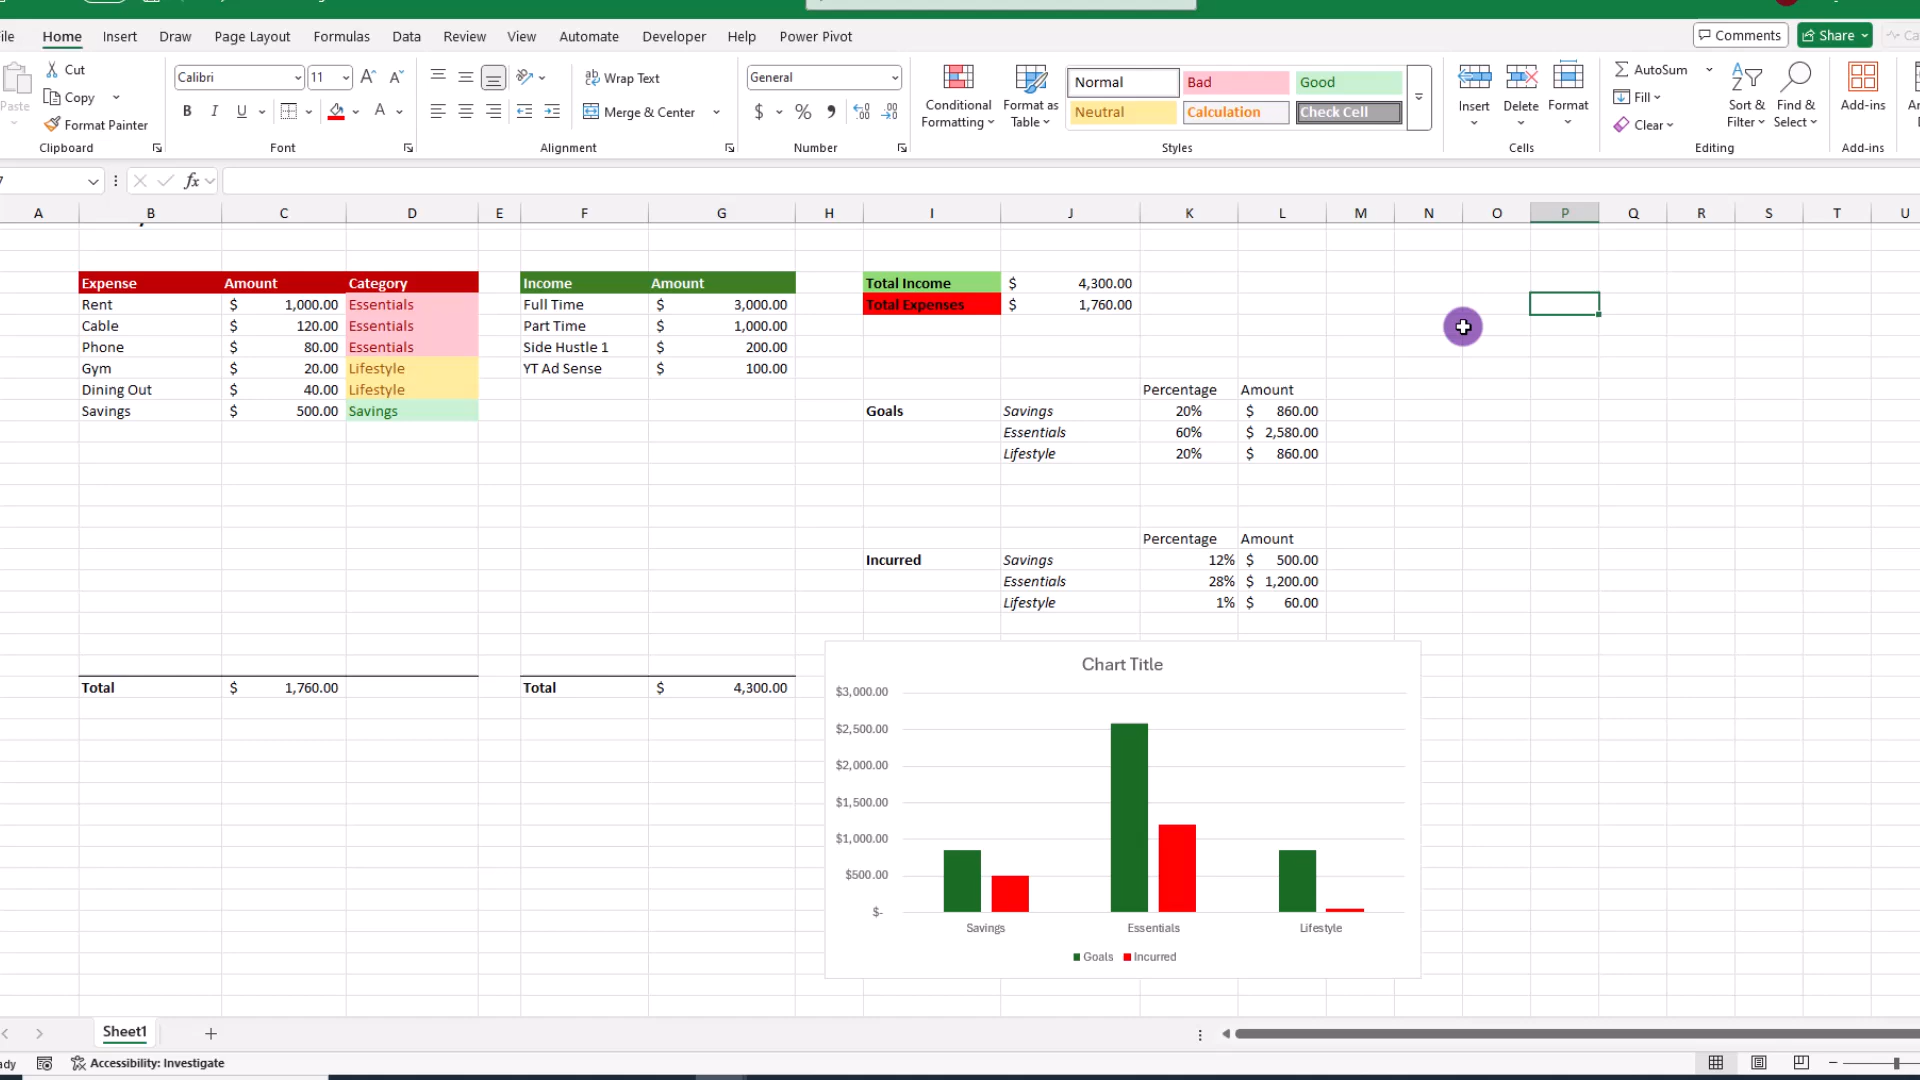 File Home Insert Draw Page Layout Formulas Data Review View Automate Developer Help Power Pivot Comments Share
Paste Cut Copy Format Painter Clipboard
Calibri 11 B I U A Font
Wrap Text Merge & Center Alignment
General $ % Number
Conditional Formatting Format as Table
Normal Bad Good
Neutral Calculation Check Cell
Styles
Insert Delete Format Cells
AutoSum Fill Clear Sort & Filter Find & Select Editing
Add-ins Add-ins
fx
A B C D E F G H I J K L M N O P Q R S T U
Expense Amount Category
Rent $ 1,000.00 Essentials
Cable $ 120.00 Essentials
Phone $ 80.00 Essentials
Gym $ 20.00 Lifestyle
Dining Out $ 40.00 Lifestyle
Savings $ 500.00 Savings
Total $ 1,760.00
Income Amount
Full Time $ 3,000.00
Part Time $ 1,000.00
Side Hustle 1 $ 200.00
YT Ad Sense $ 100.00
Total $ 4,300.00
Total Income $ 4,300.00
Total Expenses $ 1,760.00
Percentage Amount
Goals Savings 20% $ 860.00
Essentials 60% $ 2,580.00
Lifestyle 20% $ 860.00
Percentage Amount
Incurred Savings 12% $ 500.00
Essentials 28% $ 1,200.00
Lifestyle 1% $ 60.00
Chart Title
$3,000.00
$2,500.00
$2,000.00
$1,500.00
$1,000.00
$500.00
$-
Savings Essentials Lifestyle
Goals Incurred
Sheet1
Accessibility: Investigate